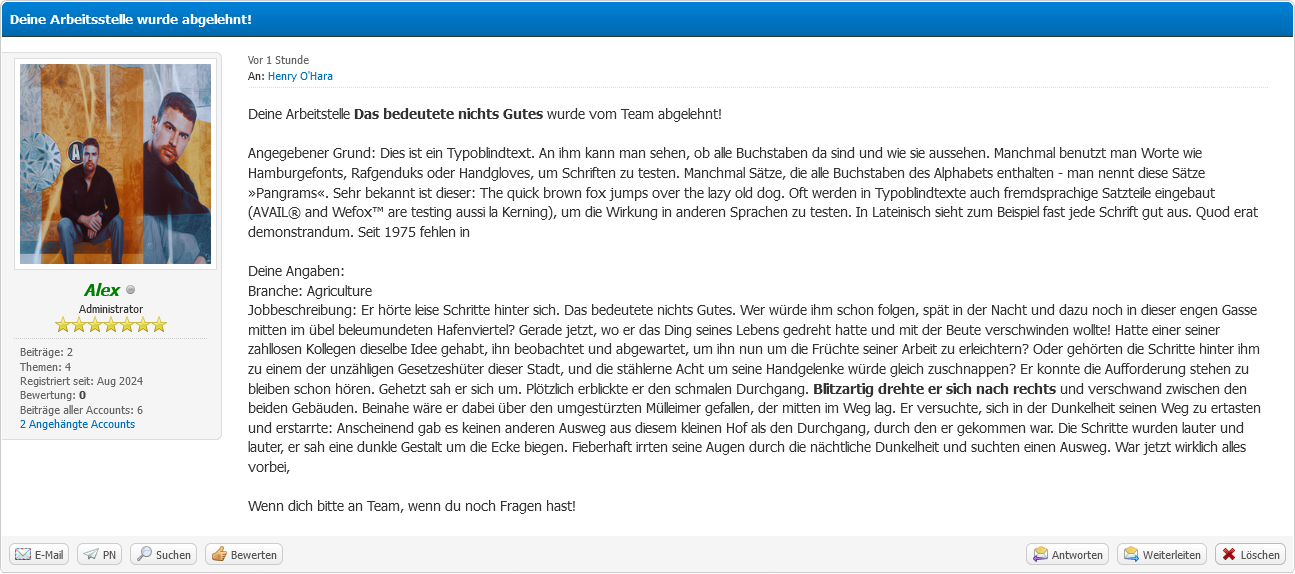 Deine Arbeitsstelle wurde abgelehnt!
Vor 1 Stunde
An: Henry O'Hara
Deine Arbeitstelle Das bedeutete nichts Gutes wurde vom Team abgelehnt!
Angegebener Grund: Dies ist ein Typoblindtext. An ihm kann man sehen, ob alle Buchstaben da sind und wie sie aussehen. Manchmal benutzt man Worte wie
Hamburgefonts, Rafgenduks oder Handgloves, um Schriften zu testen. Manchmal Sätze, die alle Buchstaben des Alphabets enthalten - man nennt diese Sätze
»Pangrams«. Sehr bekannt ist dieser: The quick brown fox jumps over the lazy old dog. Oft werden in Typoblindtexte auch fremdsprachige Satzteile eingebaut
(AVAIL® and Wefox™ are testing aussi la Kerning), um die Wirkung in anderen Sprachen zu testen. In Lateinisch sieht zum Beispiel fast jede Schrift gut aus. Quod erat
demonstrandum. Seit 1975 fehlen in
Deine Angaben:
Branche: Agriculture
Jobbeschreibung: Er hörte leise Schritte hinter sich. Das bedeutete nichts Gutes. Wer würde ihm schon folgen, spät in der Nacht und dazu noch in dieser engen Gasse
mitten im übel beleumundeten Hafenviertel? Gerade jetzt, wo er das Ding seines Lebens gedreht hatte und mit der Beute verschwinden wollte! Hatte einer seiner
zahllosen Kollegen dieselbe Idee gehabt, ihn beobachtet und abgewartet, um ihn nun um die Früchte seiner Arbeit zu erleichtern? Oder gehörten die Schritte hinter ihm
zu einem der unzähligen Gesetzeshüter dieser Stadt, und die stählerne Acht um seine Handgelenke würde gleich zuschnappen? Er konnte die Aufforderung stehen zu
bleiben schon hören. Gehetzt sah er sich um. Plötzlich erblickte er den schmalen Durchgang. Blitzartig drehte er sich nach rechts und verschwand zwischen den
beiden Gebäuden. Beinahe wäre er dabei über den umgestürzten Mülleimer gefallen, der mitten im Weg lag. Er versuchte, sich in der Dunkelheit seinen Weg zu ertasten
und erstarrte: Anscheinend gab es keinen anderen Ausweg aus diesem kleinen Hof als den Durchgang, durch den er gekommen war. Die Schritte wurden lauter und
lauter, er sah eine dunkle Gestalt um die Ecke biegen. Fieberhaft irrten seine Augen durch die nächtliche Dunkelheit und suchten einen Ausweg. War jetzt wirklich alles
vorbei,
Wenn dich bitte an Team, wenn du noch Fragen hast!
A
Alex
Administrator
Beiträge: 2
Themen: 4
Registriert seit: Aug 2024
Bewertung: 0
Beiträge aller Accounts: 6
2 Angehängte Accounts
E-Mail PN Suchen Bewerten Antworten Weiterleiten Löschen